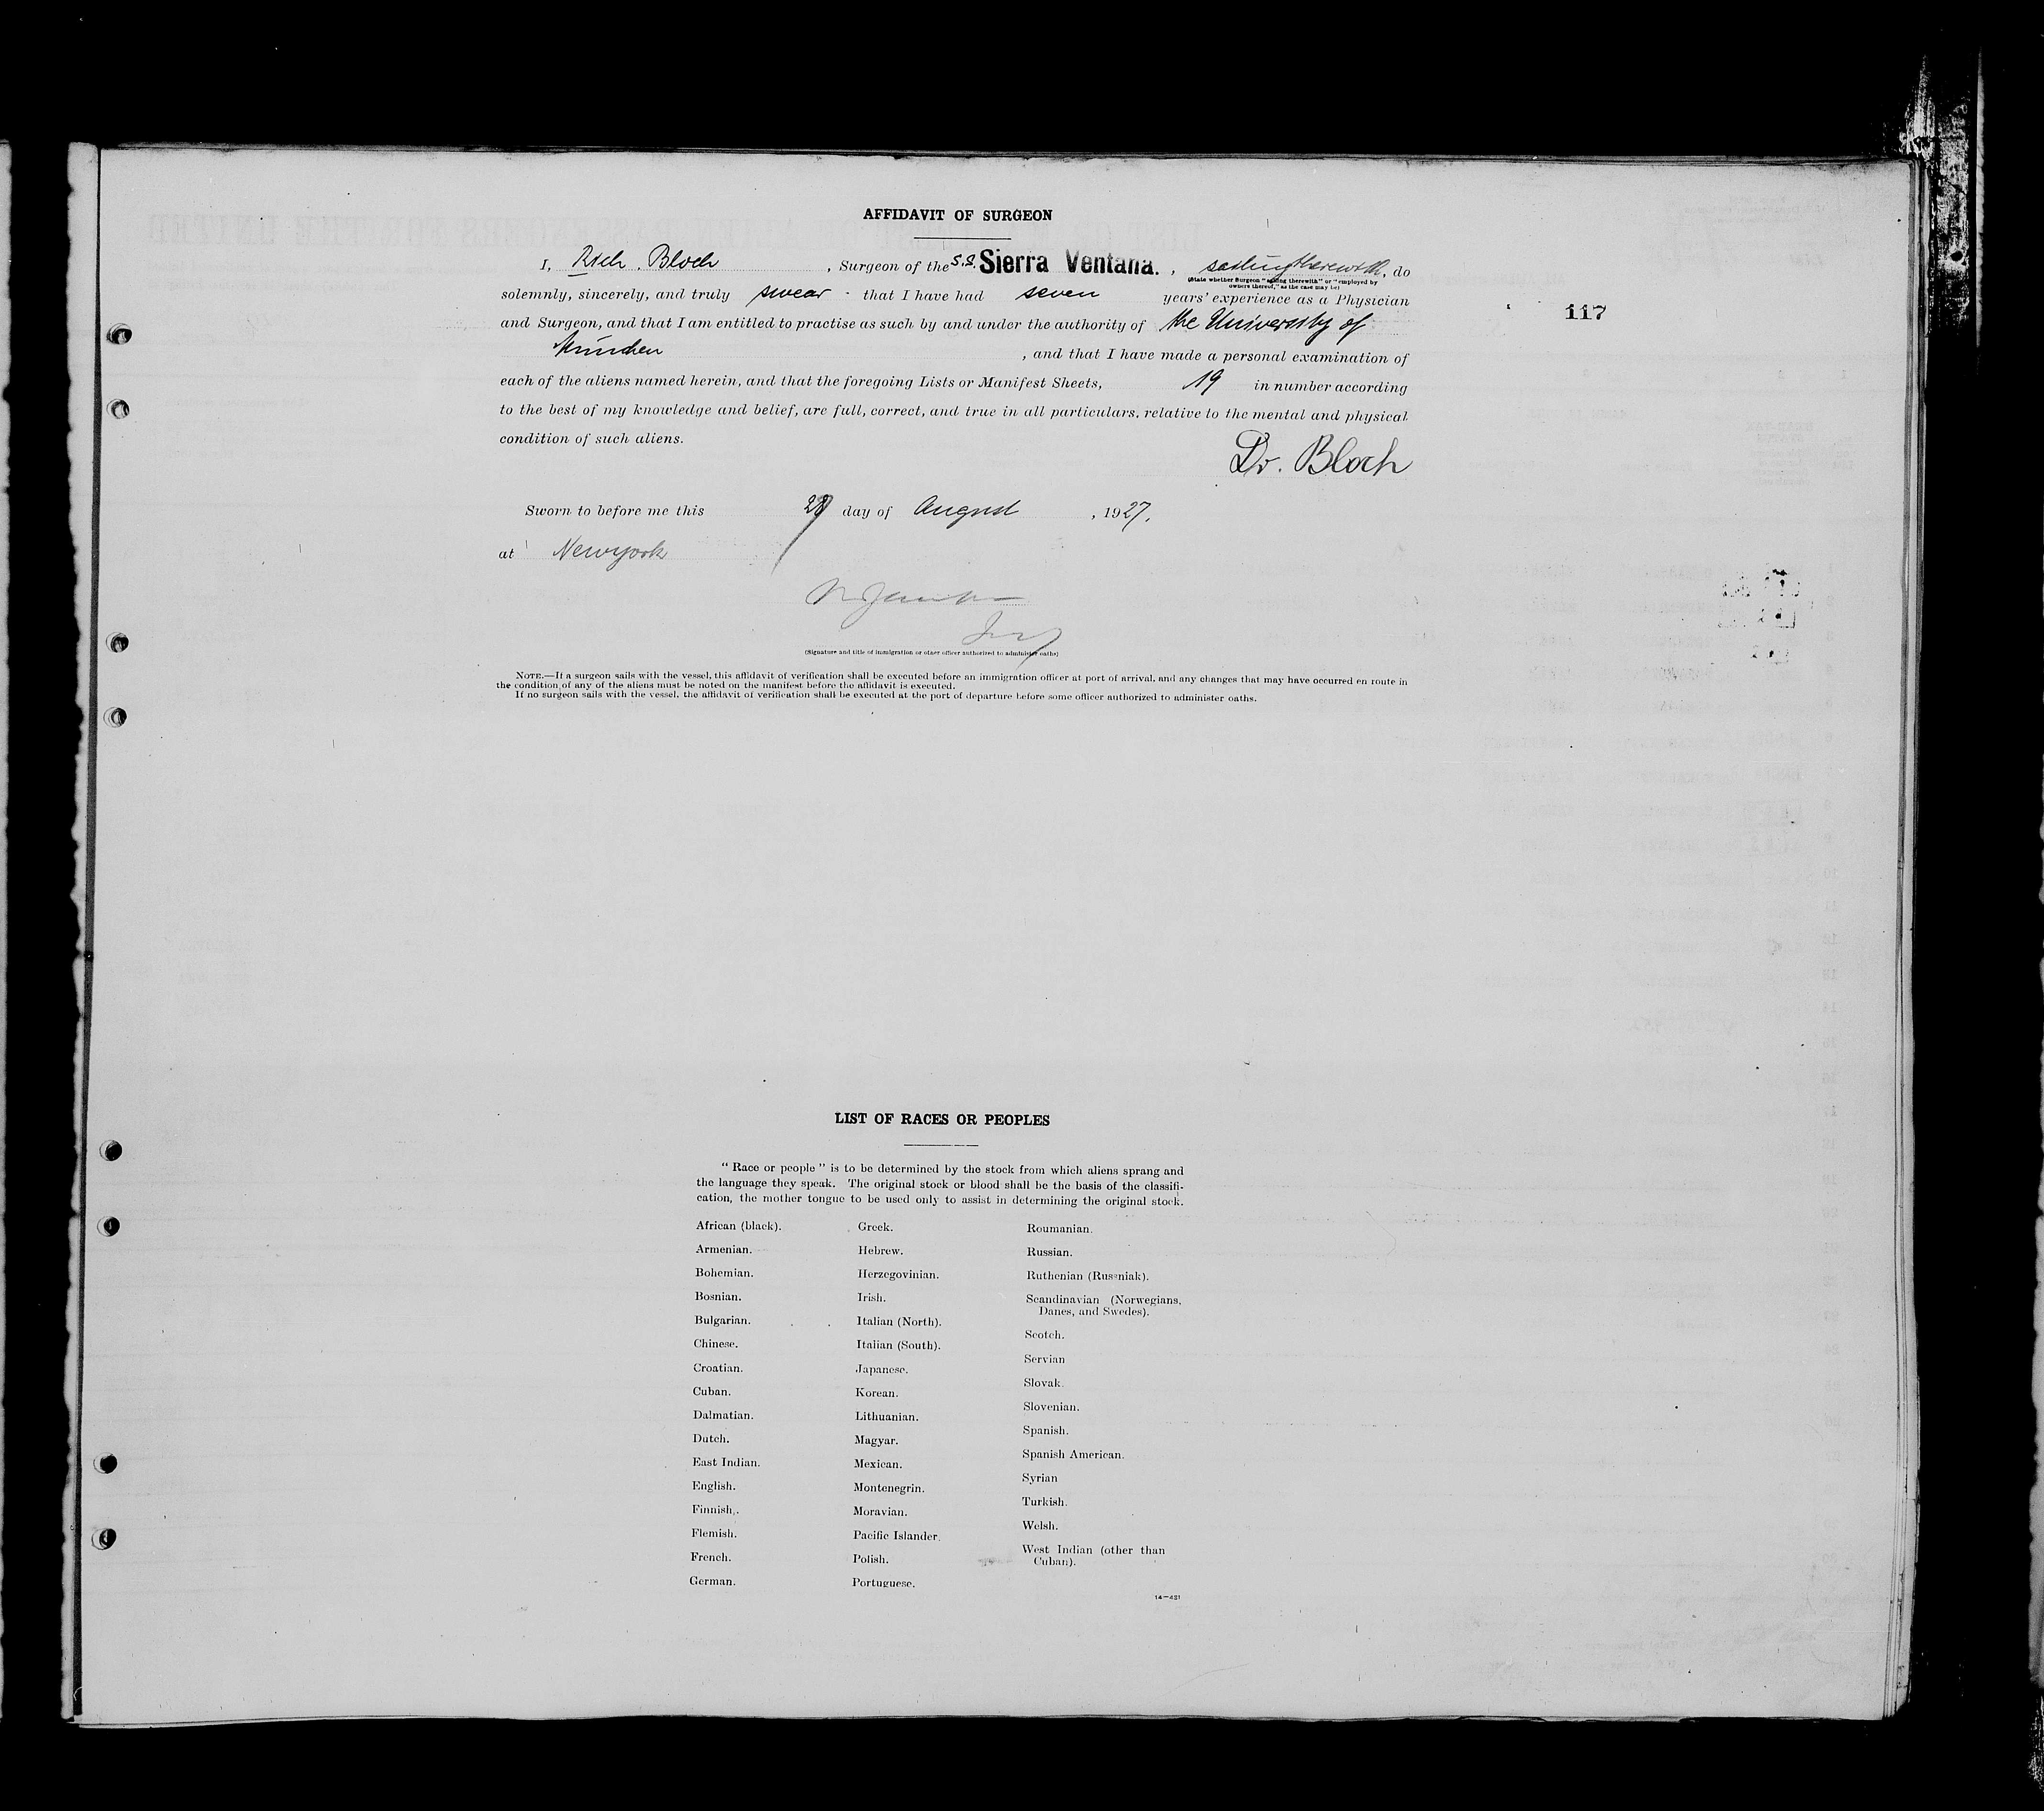 AFFIDAVIT OF SURGEON
I, Rich. Bloch , Surgeon of the S.S. Sierra Ventana. , sailing therewith, do
(State whether Surgeon "sailing therewith" or "employed by
owners thereof," as the case may be)
solemnly, sincerely, and truly swear - that I have had seven years' experience as a Physician
117
and Surgeon, and that I am entitled to practise as such by and under the authority of the University of
München , and that I have made a personal examination of
each of the aliens named herein, and that the foregoing Lists or Manifest Sheets, 19 in number according
to the best of my knowledge and belief, are full, correct, and true in all particulars, relative to the mental and physical
condition of such aliens.
Dr. Bloch
Sworn to before me this day of August , 1927.
at Newyork
(Signature and title of immigration or other officer authorized to administer oaths)
NOTE.—If a surgeon sails with the vessel, this affidavit of verification shall be executed before an immigration officer at port of arrival, and any changes that may have occurred en route in
the condition of any of the aliens must be noted on the manifest before the affidavit is executed.
If no surgeon sails with the vessel, the affidavit of verification shall be executed at the port of departure before some officer authorized to administer oaths.
LIST OF RACES OR PEOPLES
"Race or people" is to be determined by the stock from which aliens sprang and
the language they speak. The original stock or blood shall be the basis of the classifi-
cation, the mother tongue to be used only to assist in determining the original stock.
African (black).
Armenian.
Bohemian.
Bosnian.
Bulgarian.
Chinese.
Croatian.
Cuban.
Dalmatian.
Dutch.
East Indian.
English.
Finnish.
Flemish.
French.
German.
Greek.
Hebrew.
Herzegovinian.
Irish.
Italian (North).
Italian (South).
Japanese.
Korean.
Lithuanian.
Magyar.
Mexican.
Montenegrin.
Moravian.
Pacific Islander.
Polish.
Portuguese.
Roumanian.
Russian.
Ruthenian (Russniak).
Scandinavian (Norwegians,
Danes, and Swedes).
Scotch.
Servian
Slovak.
Slovenian.
Spanish.
Spanish American.
Syrian
Turkish.
Welsh.
West Indian (other than
Cuban).
14—431